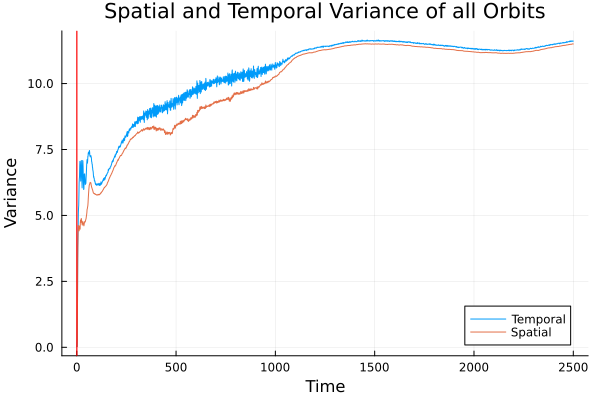 Spatial and Temporal Variance of all Orbits
Variance
10.0
7.5
5.0
2.5
0.0
Temporal
Spatial
0 500 1000 1500 2000 2500
Time